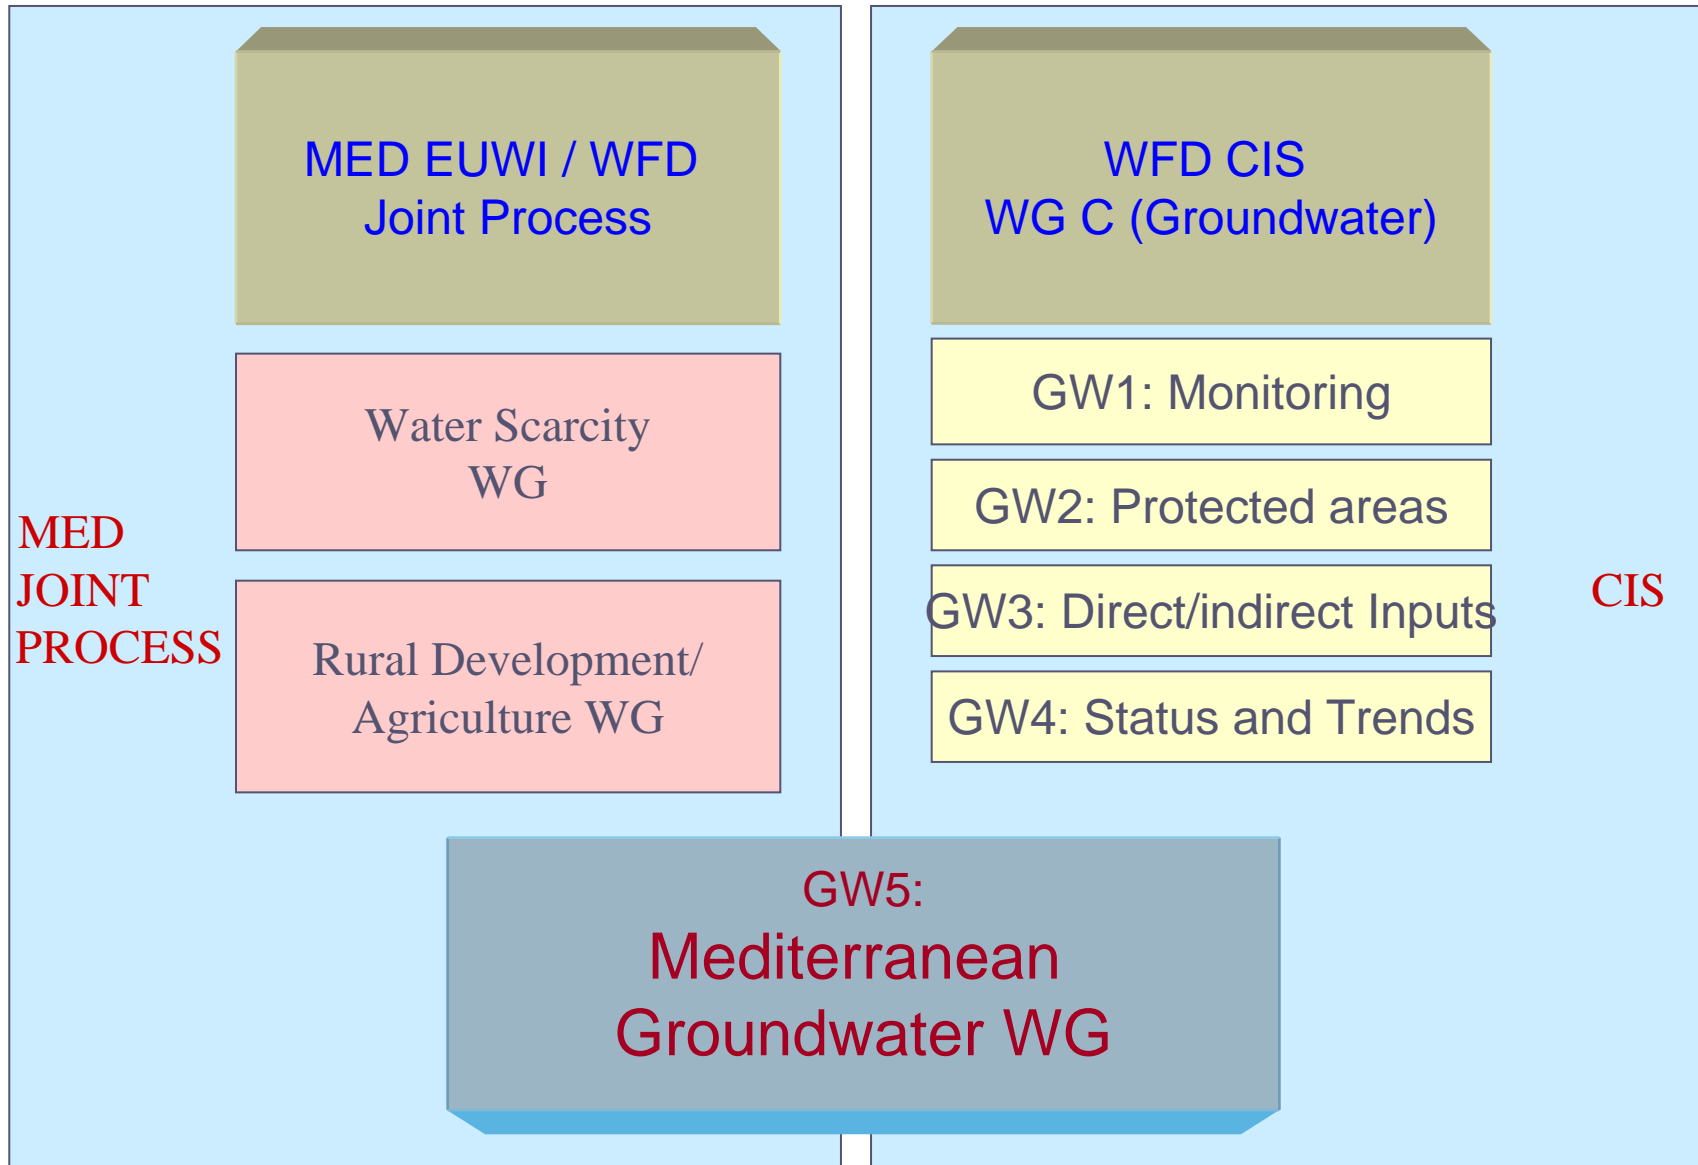 MED EUWI / WFD
Joint Process
Water Scarcity
WG
Rural Development/
Agriculture WG
MED
JOINT
PROCESS
WFD CIS
WG C (Groundwater)
GW1: Monitoring
GW2: Protected areas
GW3: Direct/indirect Inputs
GW4: Status and Trends
CIS
GW5:
Mediterranean
Groundwater WG